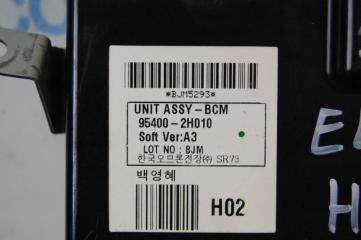 *BJM5293*
UNIT ASSY-BCM
95400-2H010
Soft Ver:A3
LOT NO : BJM
한국오므론전장㈜ SR73
백영혜
H02
H